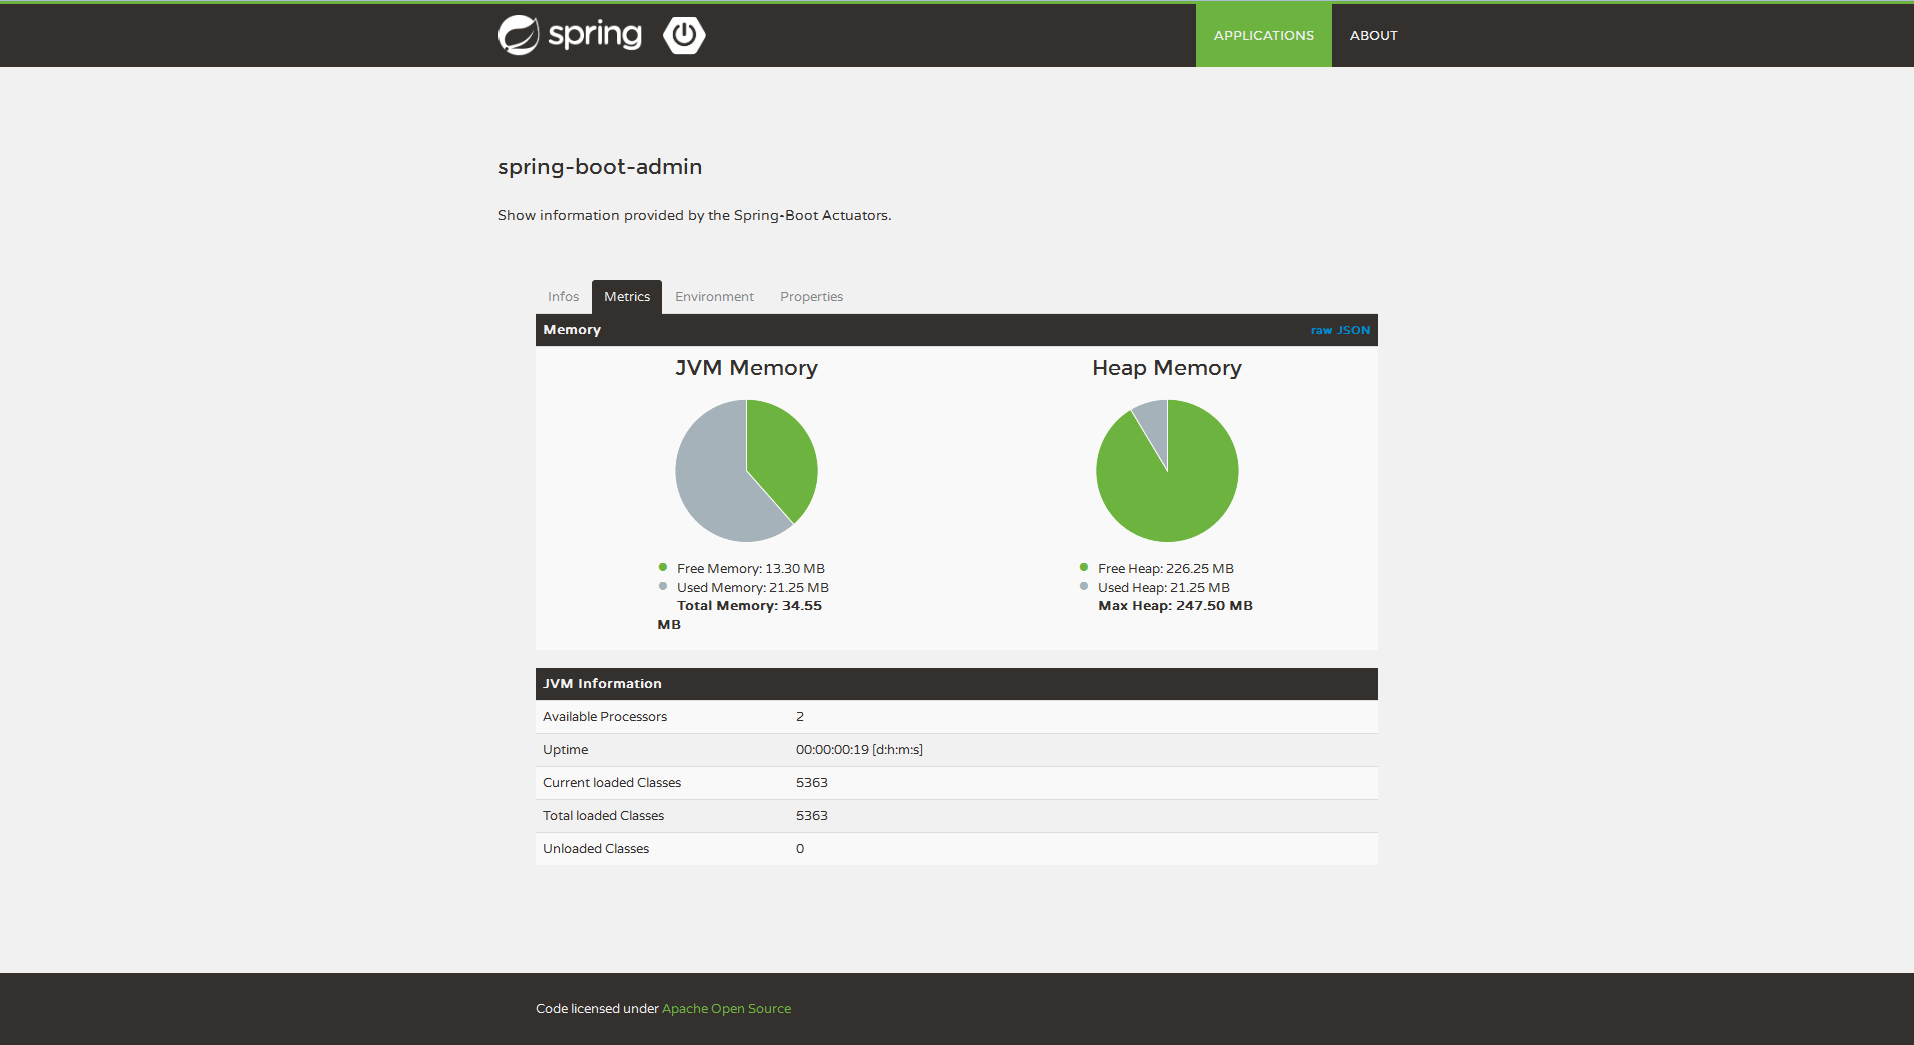 spring
APPLICATIONS ABOUT
spring-boot-admin
Show information provided by the Spring-Boot Actuators.
Infos Metrics Environment Properties
Memory raw JSON
JVM Memory
Free Memory: 13.30 MB
Used Memory: 21.25 MB
Total Memory: 34.55
MB
Heap Memory
Free Heap: 226.25 MB
Used Heap: 21.25 MB
Max Heap: 247.50 MB
JVM Information
Available Processors 2
Uptime 00:00:00:19 [d:h:m:s]
Current loaded Classes 5363
Total loaded Classes 5363
Unloaded Classes 0
Code licensed under Apache Open Source